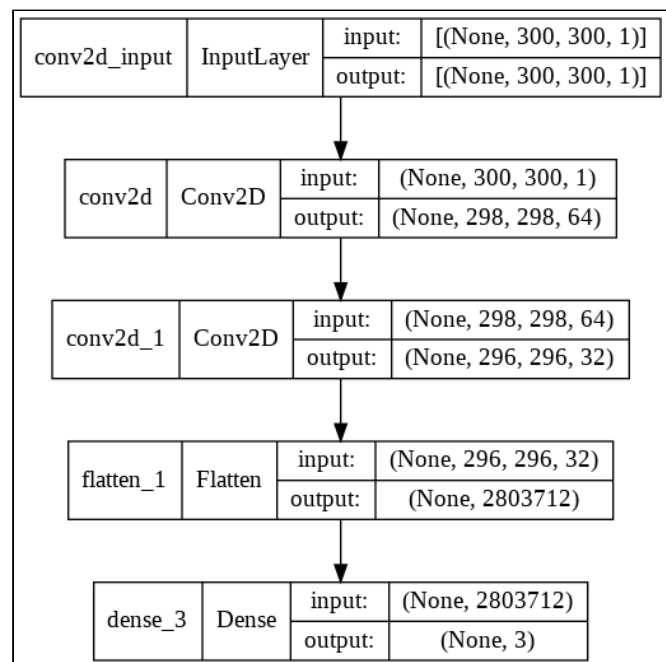 conv2d_input InputLayer input: [(None, 300, 300, 1)]
output: [(None, 300, 300, 1)]
conv2d Conv2D input: (None, 300, 300, 1)
output: (None, 298, 298, 64)
conv2d_1 Conv2D input: (None, 298, 298, 64)
output: (None, 296, 296, 32)
flatten_1 Flatten input: (None, 296, 296, 32)
output: (None, 2803712)
dense_3 Dense input: (None, 2803712)
output: (None, 3)